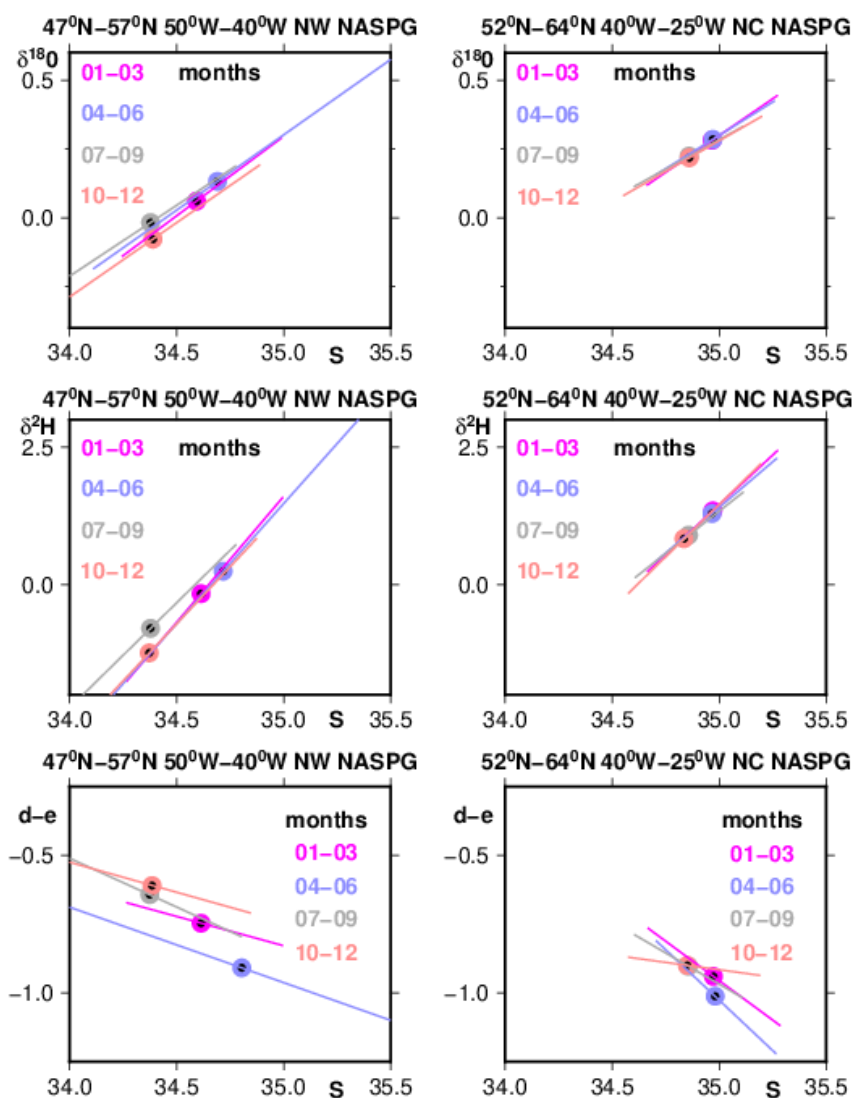 47⁰N−57⁰N 50⁰W−40⁰W NW NASPG
52⁰N−64⁰N 40⁰W−25⁰W NC NASPG
δ¹⁸O
0.5
0.0
01−03 months
04−06
07−09
10−12
34.0 34.5 35.0 S 35.5
δ¹⁸O
0.5
0.0
01−03 months
04−06
07−09
10−12
34.0 34.5 35.0 S 35.5
47⁰N−57⁰N 50⁰W−40⁰W NW NASPG
52⁰N−64⁰N 40⁰W−25⁰W NC NASPG
δ²H
2.5
0.0
01−03 months
04−06
07−09
10−12
34.0 34.5 35.0 S 35.5
δ²H
2.5
0.0
01−03 months
04−06
07−09
10−12
34.0 34.5 35.0 S 35.5
47⁰N−57⁰N 50⁰W−40⁰W NW NASPG
52⁰N−64⁰N 40⁰W−25⁰W NC NASPG
d−e
−0.5
−1.0
months
01−03
04−06
07−09
10−12
34.0 34.5 35.0 S 35.5
d−e
−0.5
−1.0
months
01−03
04−06
07−09
10−12
34.0 34.5 35.0 S 35.5